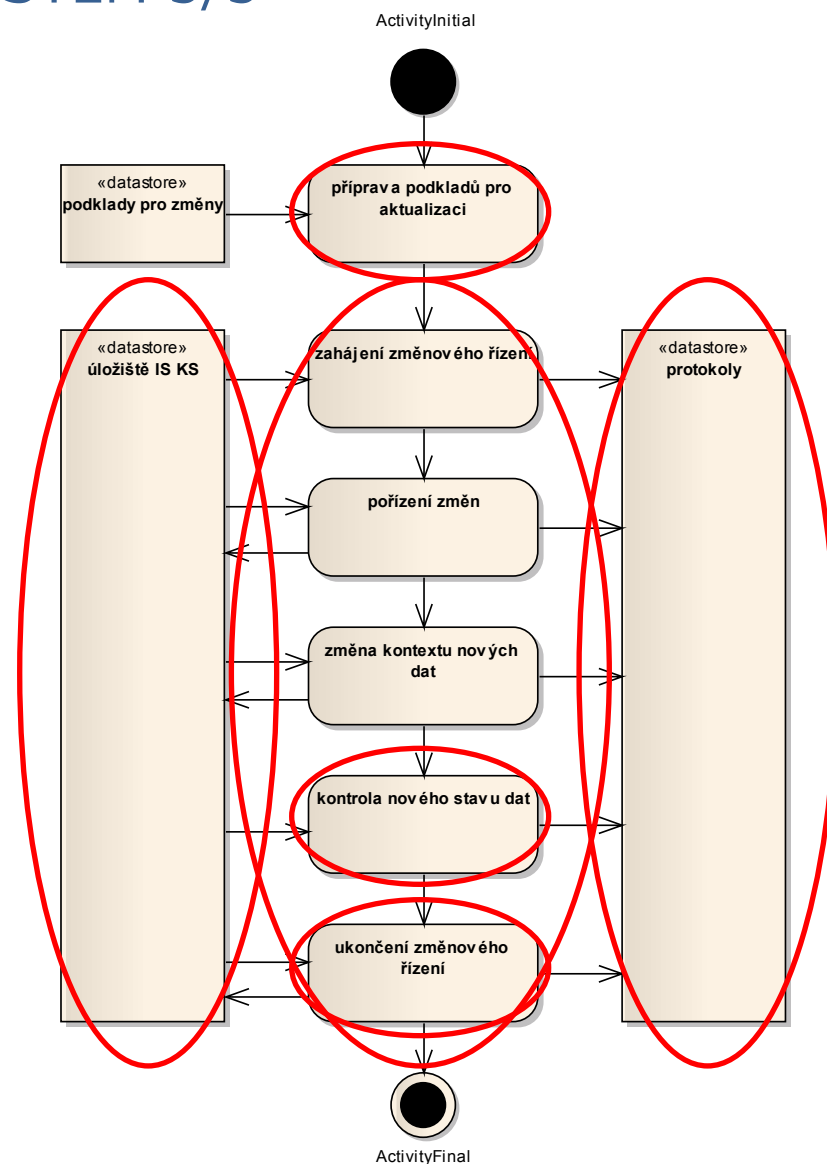 ActivityInitial
«datastore»
podklady pro změny
příprava podkladů pro
aktualizaci
«datastore»
úložiště IS KS
zahájení změnového řízení
«datastore»
protokoly
pořízení změn
změna kontextu nových
dat
kontrola nového stavu dat
ukončení změnového
řízení
ActivityFinal